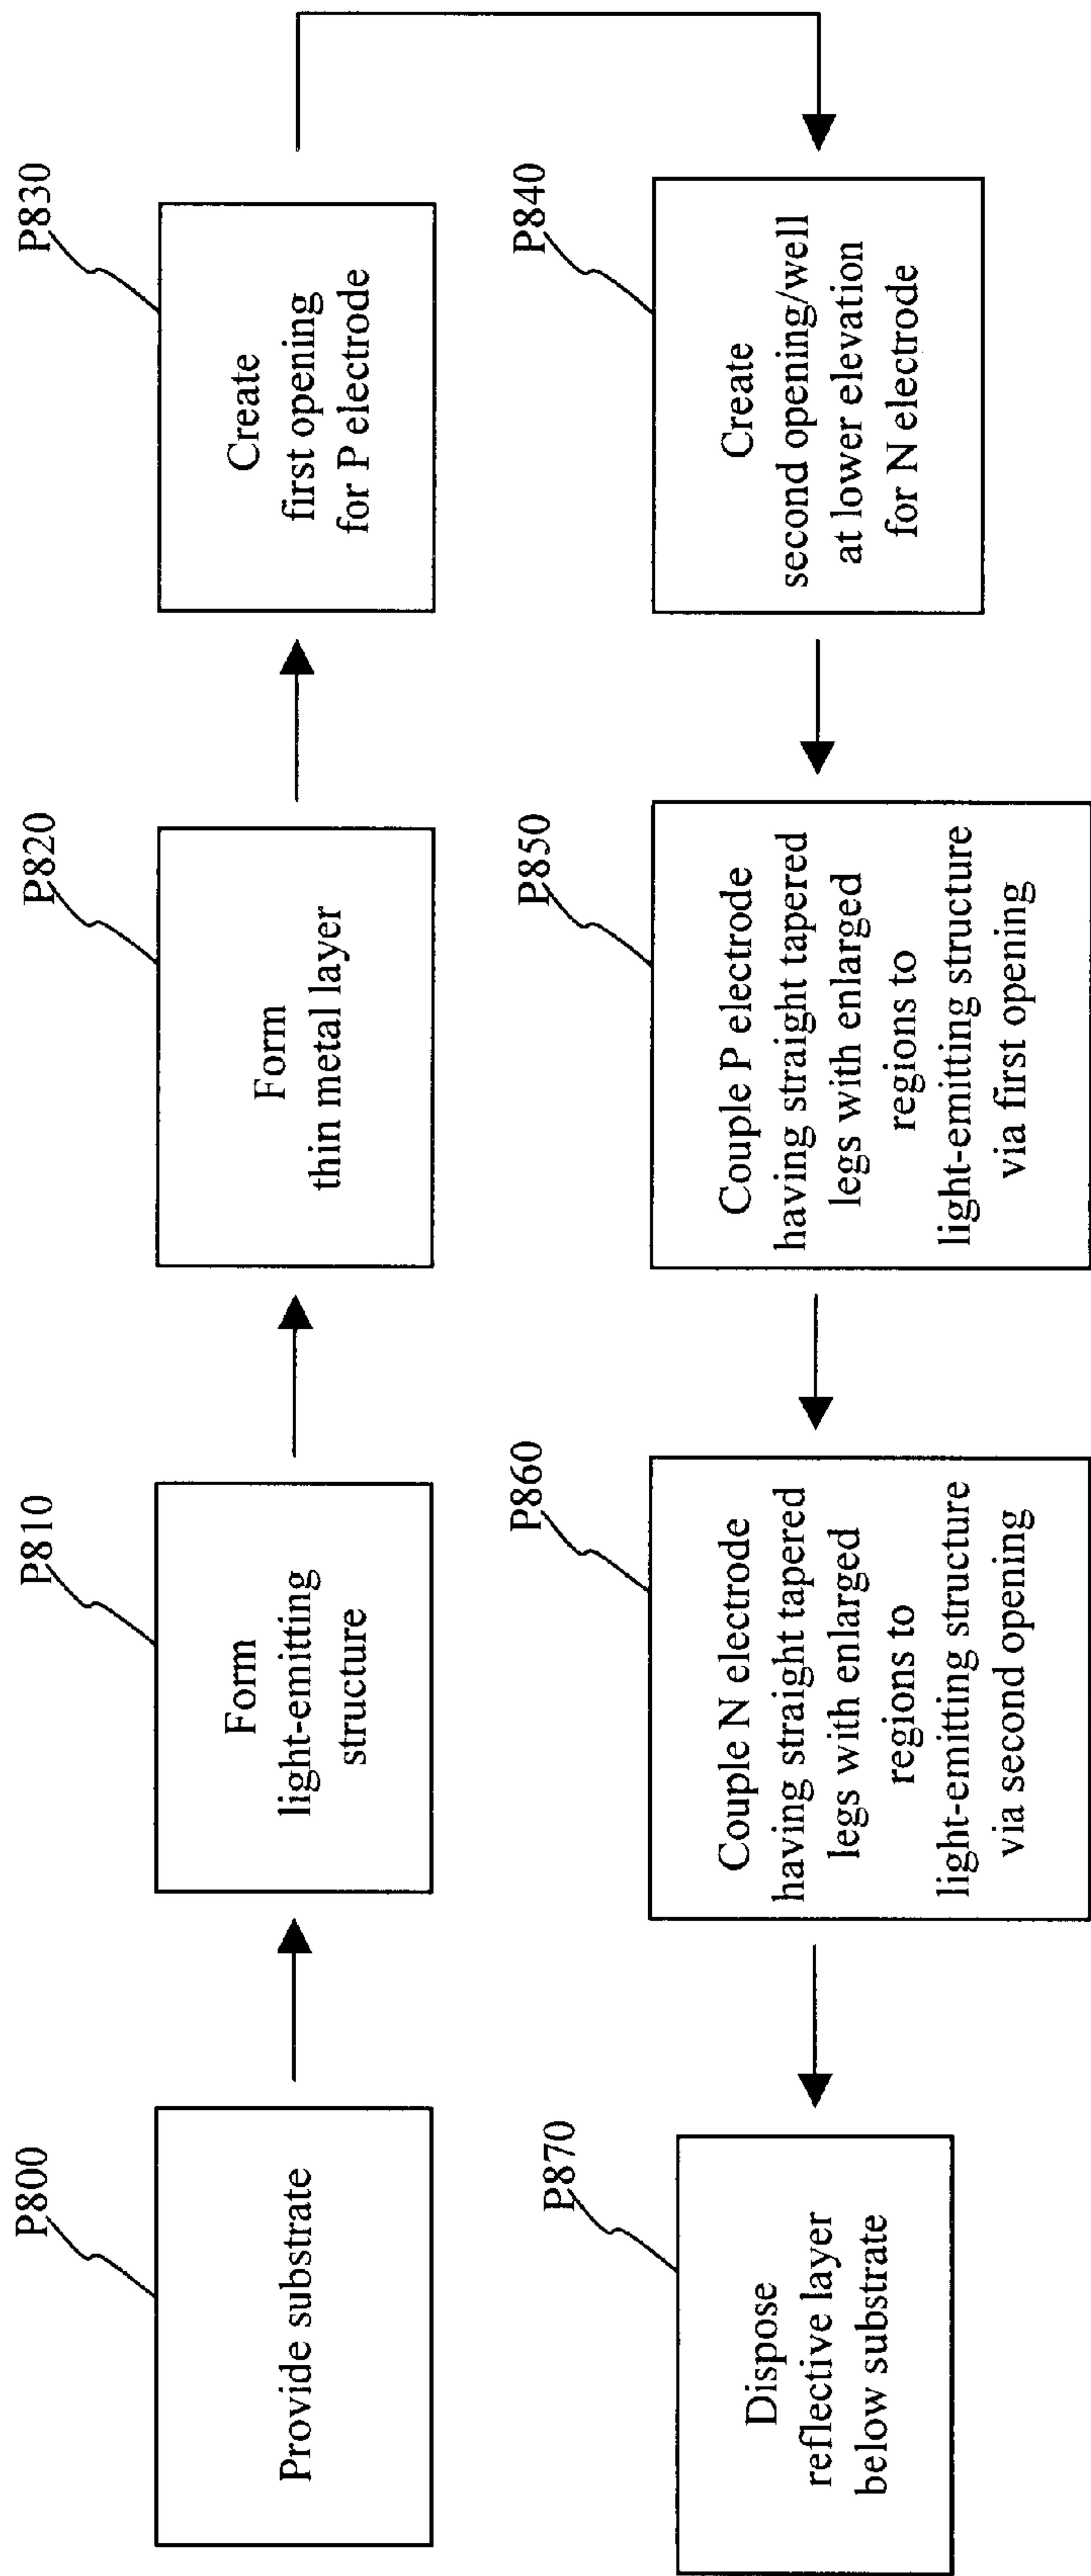 P800
Provide substrate
P810
Form
light-emitting
structure
P820
Form
thin metal layer
P830
Create
first opening
for P electrode
P840
Create
second opening/well
at lower elevation
for N electrode
P850
Couple P electrode
having straight tapered
legs with enlarged
regions to
light-emitting structure
via first opening
P860
Couple N electrode
having straight tapered
legs with enlarged
regions to
light-emitting structure
via second opening
P870
Dispose
reflective layer
below substrate